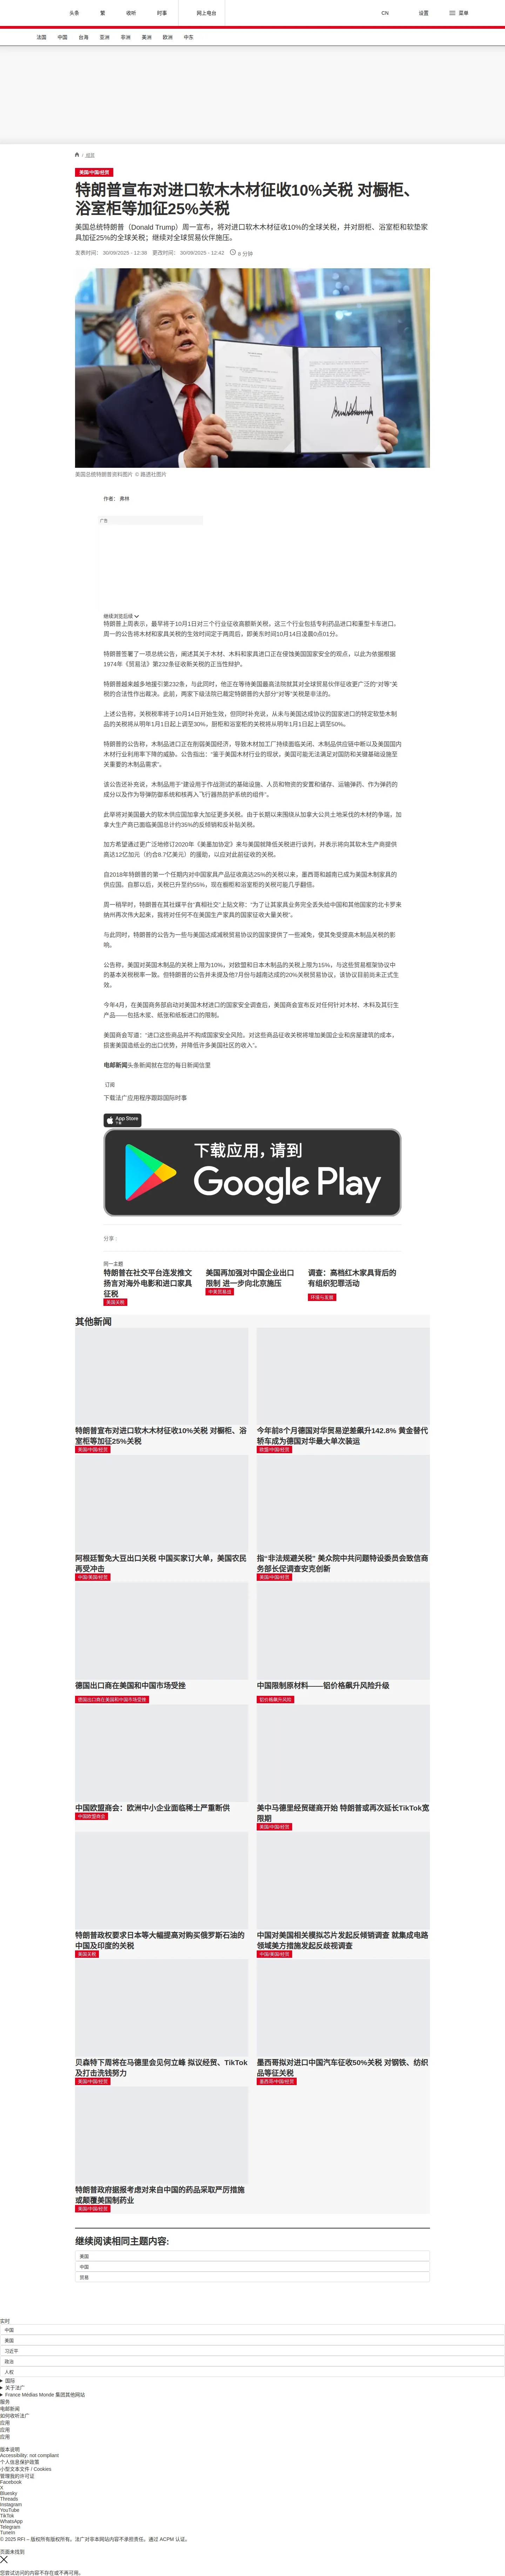 头条
繁
收听
时事
网上电台
CN
设置
菜单
法国
中国
台海
亚洲
非洲
美洲
欧洲
中东
/ 经贸
美国/中国/经贸
特朗普宣布对进口软木木材征收10%关税 对橱柜、
浴室柜等加征25%关税
美国总统特朗普（Donald Trump）周一宣布，将对进口软木木材征收10%的全球关税，并对厨柜、浴室柜和软垫家
具加征25%的全球关税；继续对全球贸易伙伴施压。
发表时间： 30/09/2025 - 12:38 更改时间： 30/09/2025 - 12:42 8 分钟
美国总统特朗普资料图片 © 路透社图片
作者： 弗林
广告
继续浏览后续
特朗普上周表示，最早将于10月1日对三个行业征收高额新关税，这三个行业包括专利药品进口和重型卡车进口。
周一的公告将木材和家具关税的生效时间定于两周后，即美东时间10月14日凌晨0点01分。
特朗普签署了一项总统公告，阐述其关于木材、木料和家具进口正在侵蚀美国国家安全的观点，以此为依据根据
1974年《贸易法》第232条征收新关税的正当性辩护。
特朗普越来越多地援引第232条，与此同时，他正在等待美国最高法院就其对全球贸易伙伴征收更广泛的“对等”关
税的合法性作出裁决。此前，两家下级法院已裁定特朗普的大部分“对等”关税是非法的。
上述公告称，关税税率将于10月14日开始生效，但同时补充说，从未与美国达成协议的国家进口的特定软垫木制
品的关税将从明年1月1日起上调至30%。厨柜和浴室柜的关税将从明年1月1日起上调至50%。
特朗普的公告称，木制品进口正在削弱美国经济，导致木材加工厂持续面临关闭、木制品供应链中断以及美国国内
木材行业利用率下降的威胁。公告指出：“鉴于美国木材行业的现状，美国可能无法满足对国防和关键基础设施至
关重要的木制品需求”。
该公告还补充说，木制品用于“建设用于作战测试的基础设施、人员和物资的安置和储存、运输弹药、作为弹药的
成分以及作为导弹防御系统和核再入飞行器热防护系统的组件”。
此举将对美国最大的软木供应国加拿大加征更多关税。由于长期以来围绕从加拿大公共土地采伐的木材的争端，加
拿大生产商已面临美国总计约35%的反倾销和反补贴关税。
加方希望通过更广泛地修订2020年《美墨加协定》来与美国就降低关税进行谈判，并表示将向其软木生产商提供
高达12亿加元（约合8.7亿美元）的援助，以应对此前征收的关税。
自2018年特朗普的第一个任期内对中国家具产品征收高达25%的关税以来，墨西哥和越南已成为美国木制家具的
供应国。自那以后，关税已升至约55%，现在橱柜和浴室柜的关税可能几乎翻倍。
周一稍早时，特朗普在其社媒平台“真相社交”上贴文称：“为了让其家具业务完全丢失给中国和其他国家的北卡罗来
纳州再次伟大起来，我将对任何不在美国生产家具的国家征收大量关税”。
与此同时，特朗普的公告为一些与美国达成减税贸易协议的国家提供了一些减免，使其免受提高木制品关税的影
响。
公告称，美国对英国木制品的关税上限为10%，对欧盟和日本木制品的关税上限为15%，与这些贸易框架协议中
的基本关税税率一致。但特朗普的公告并未提及他7月份与越南达成的20%关税贸易协议，该协议目前尚未正式生
效。
今年4月，在美国商务部启动对美国木材进口的国家安全调查后，美国商会宣布反对任何针对木材、木料及其衍生
产品——包括木浆、纸张和纸板进口的限制。
美国商会写道：“进口这些商品并不构成国家安全风险。对这些商品征收关税将增加美国企业和房屋建筑的成本，
损害美国造纸业的出口优势，并降低许多美国社区的收入”。
电邮新闻头条新闻就在您的每日新闻信里
订阅
下载法广应用程序跟踪国际时事
App Store
下载应用，请到
Google Play
分享 :
同一主题
特朗普在社交平台连发推文
扬言对海外电影和进口家具
征税
美国关税
美国再加强对中国企业出口
限制 进一步向北京施压
中美贸易战
调查：高档红木家具背后的
有组织犯罪活动
环境与发展
其他新闻
特朗普宣布对进口软木木材征收10%关税 对橱柜、浴
室柜等加征25%关税
美国/中国/经贸
今年前8个月德国对华贸易逆差飙升142.8% 黄金替代
轿车成为德国对华最大单次装运
欧盟/中国/经贸
阿根廷暂免大豆出口关税 中国买家订大单，美国农民
再受冲击
中国/美国/经贸
指“非法规避关税” 美众院中共问题特设委员会致信商
务部长促调查安克创新
美国/中国/经贸
德国出口商在美国和中国市场受挫
德国出口商在美国和中国市场受挫
中国限制原材料——铝价格飙升风险升级
铝价格飙升风险
中国欧盟商会：欧洲中小企业面临稀土严重断供
中国欧盟商会
美中马德里经贸磋商开始 特朗普或再次延长TikTok宽
限期
美国/中国/经贸
特朗普政权要求日本等大幅提高对购买俄罗斯石油的
中国及印度的关税
美国关税
中国对美国相关模拟芯片发起反倾销调查 就集成电路
领域美方措施发起反歧视调查
中国/美国/经贸
贝森特下周将在马德里会见何立峰 拟议经贸、TikTok
及打击洗钱努力
美国/中国/经贸
墨西哥拟对进口中国汽车征收50%关税 对钢铁、纺织
品等征关税
墨西哥/中国/经贸
特朗普政府据报考虑对来自中国的药品采取严厉措施
或颠覆美国制药业
美国/中国/经贸
继续阅读相同主题内容:
美国
中国
贸易
实时
中国
美国
习近平
政治
人权
国际
关于法广
France Médias Monde 集团其他网站
服务
电邮新闻
如何收听法广
应用
应用
应用
版本说明
Accessibility: not compliant
个人信息保护政策
小型文本文件 / Cookies
管理我的许可证
Facebook
X
Bluesky
Threads
Instagram
YouTube
TikTok
WhatsApp
Telegram
TuneIn
© 2025 RFI – 版权所有版权所有。法广对非本网站内容不承担责任。通过 ACPM 认证。
页面未找到
您尝试访问的内容不存在或不再可用。